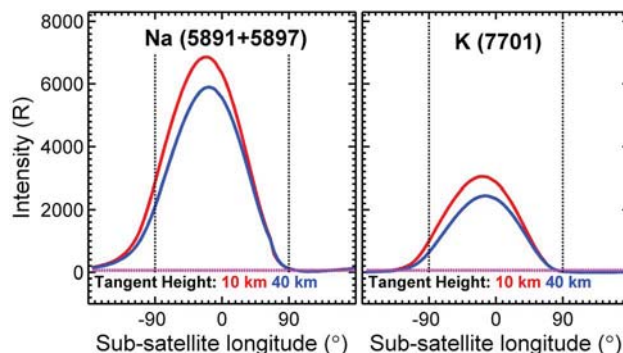 Na (5891+5897)
K (7701)
Intensity (R)
8000
6000
4000
2000
0
Tangent Height: 10 km 40 km
Tangent Height: 10 km 40 km
-90 0 90
-90 0 90
Sub-satellite longitude (°)
Sub-satellite longitude (°)